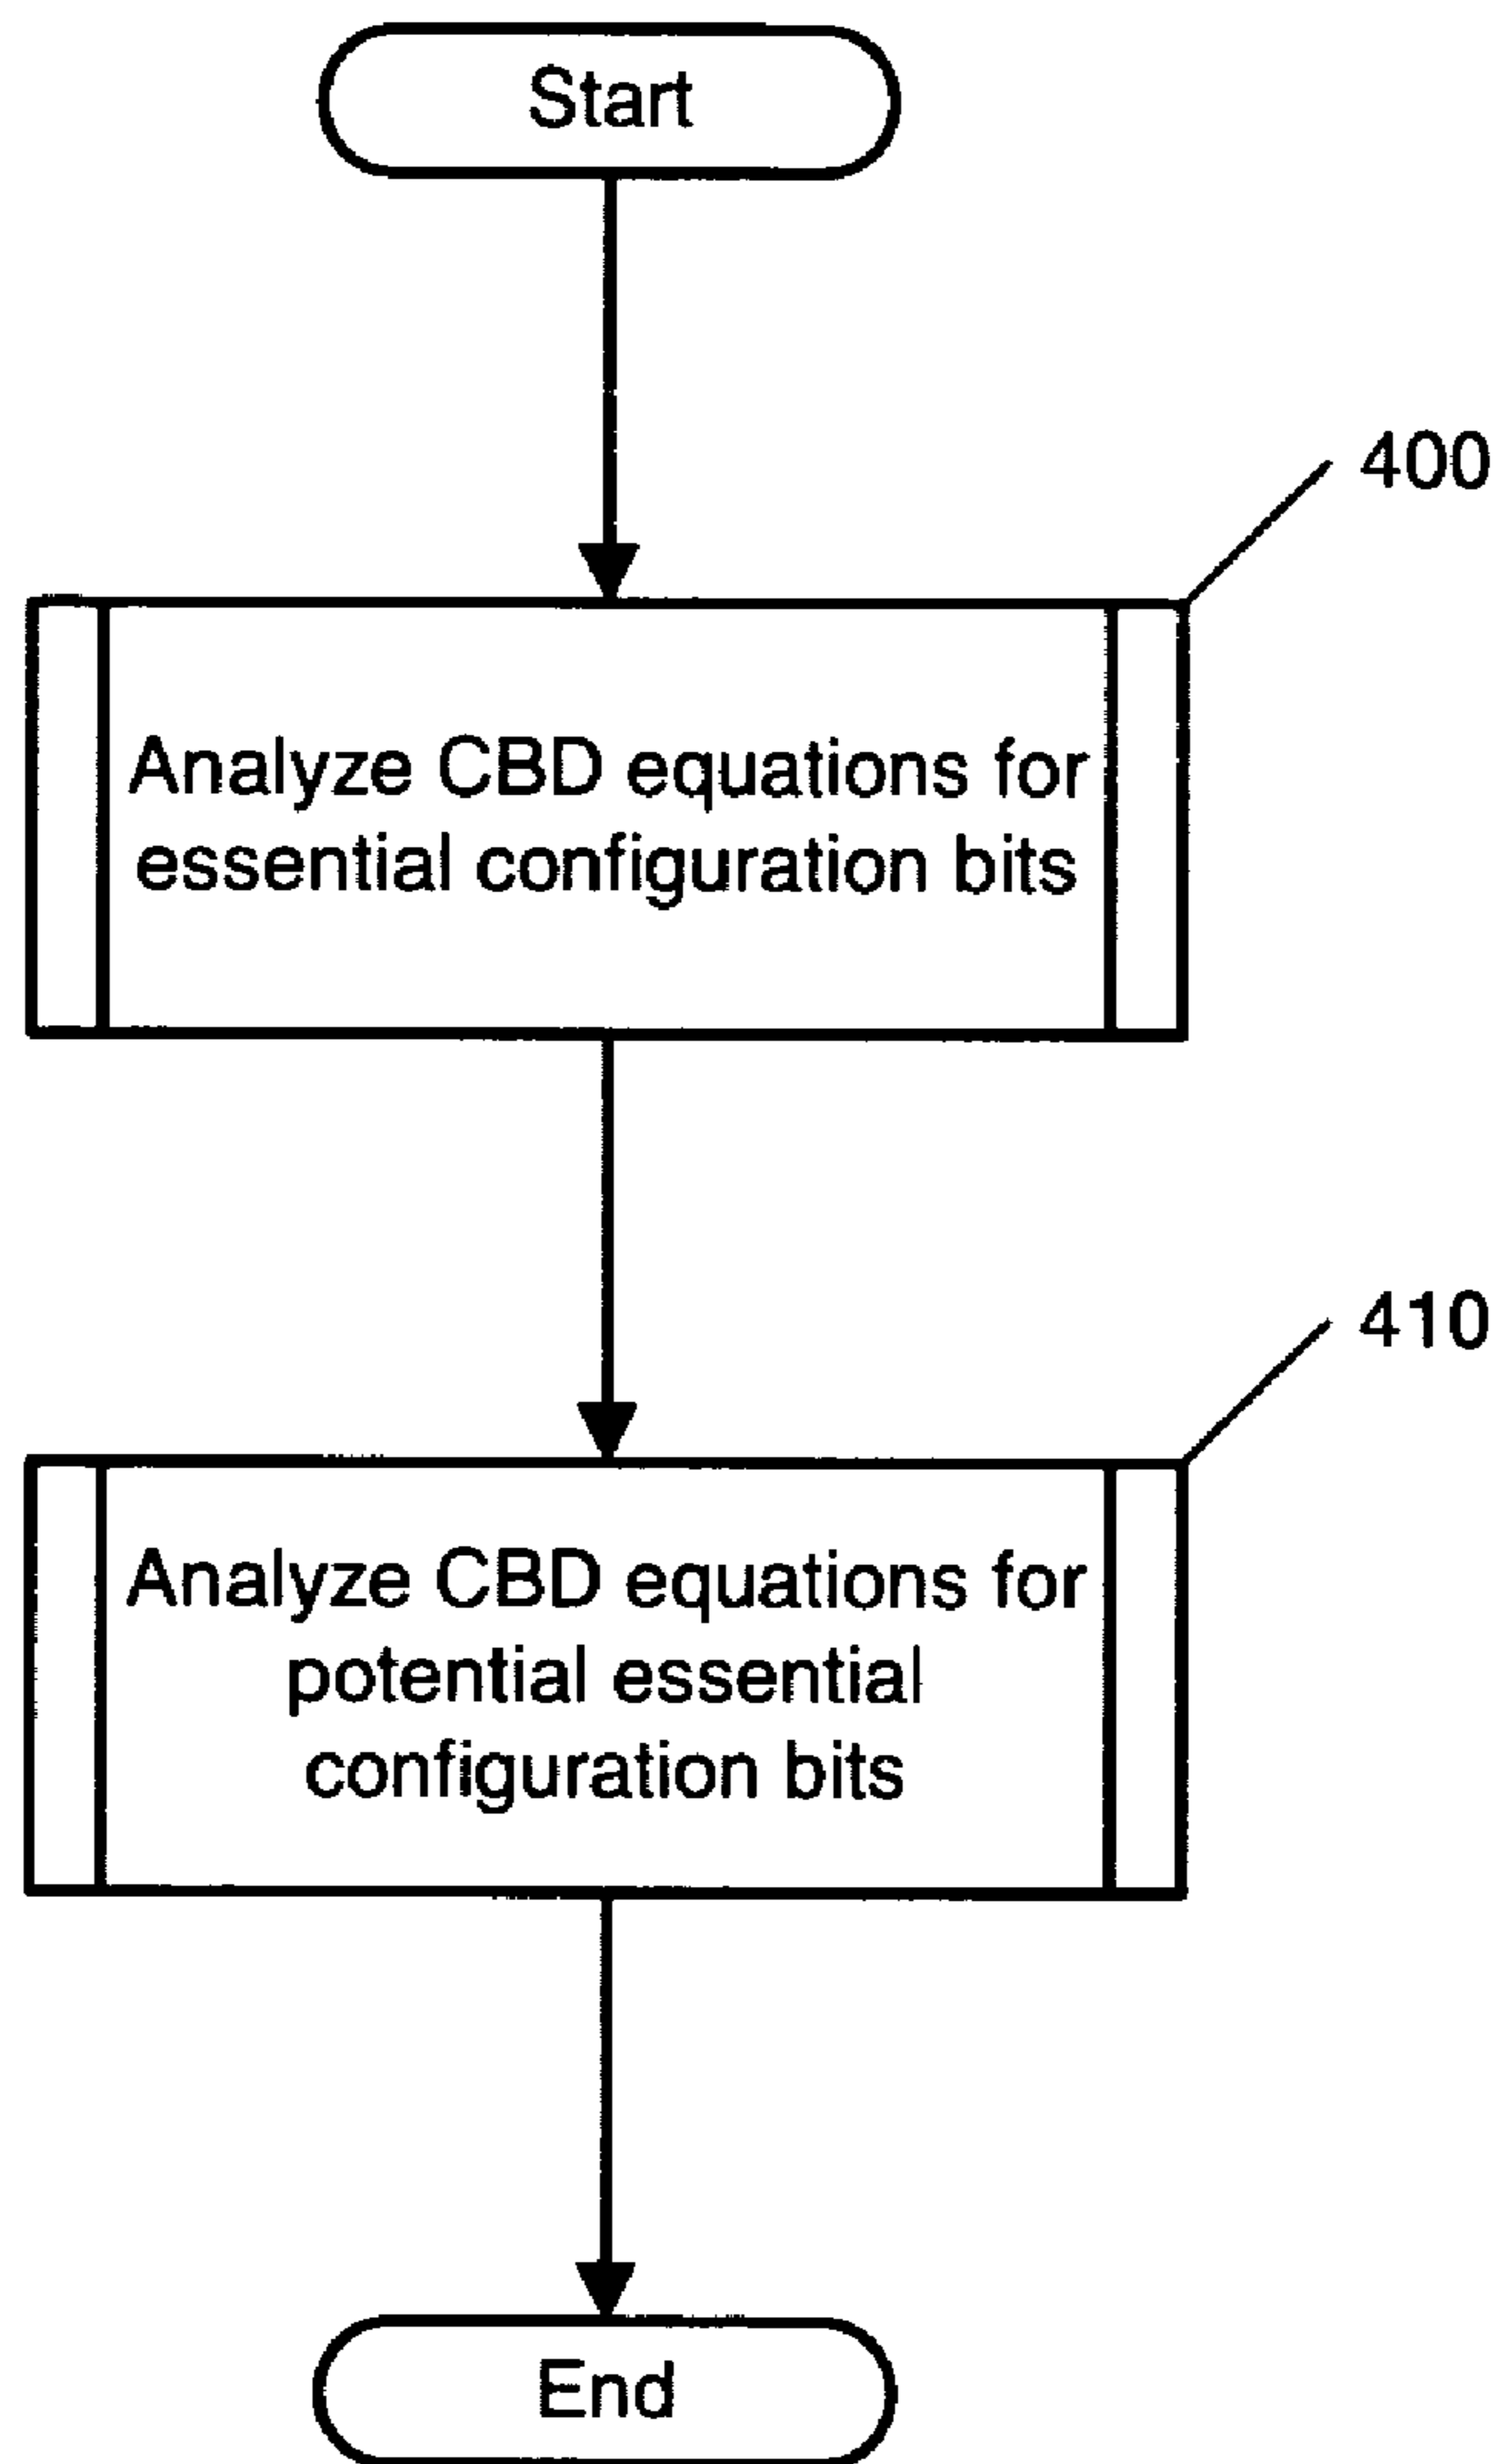 Start
400
Analyze CBD equations for
essential configuration bits
410
Analyze CBD equations for
potential essential
configuration bits
End